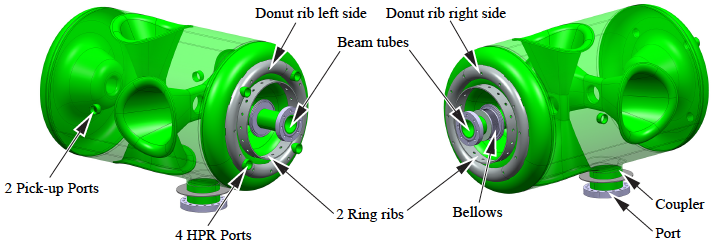 Donut rib left side
Donut rib right side
Beam tubes
2 Pick-up Ports
4 HPR Ports
2 Ring ribs
Bellows
Coupler
Port